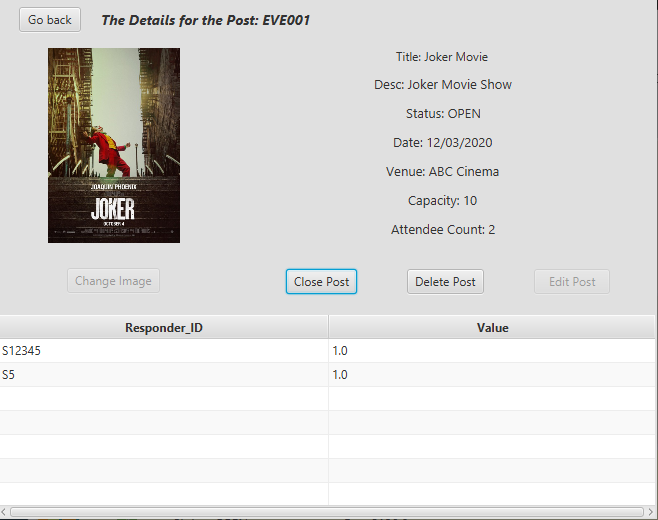 Go back
The Details for the Post: EVE001
JOAQUIN PHOENIX
JOKER
OCTOBER 4
Title: Joker Movie
Desc: Joker Movie Show
Status: OPEN
Date: 12/03/2020
Venue: ABC Cinema
Capacity: 10
Attendee Count: 2
Change Image
Close Post
Delete Post
Edit Post
Responder_ID
Value
S12345
1.0
S5
1.0